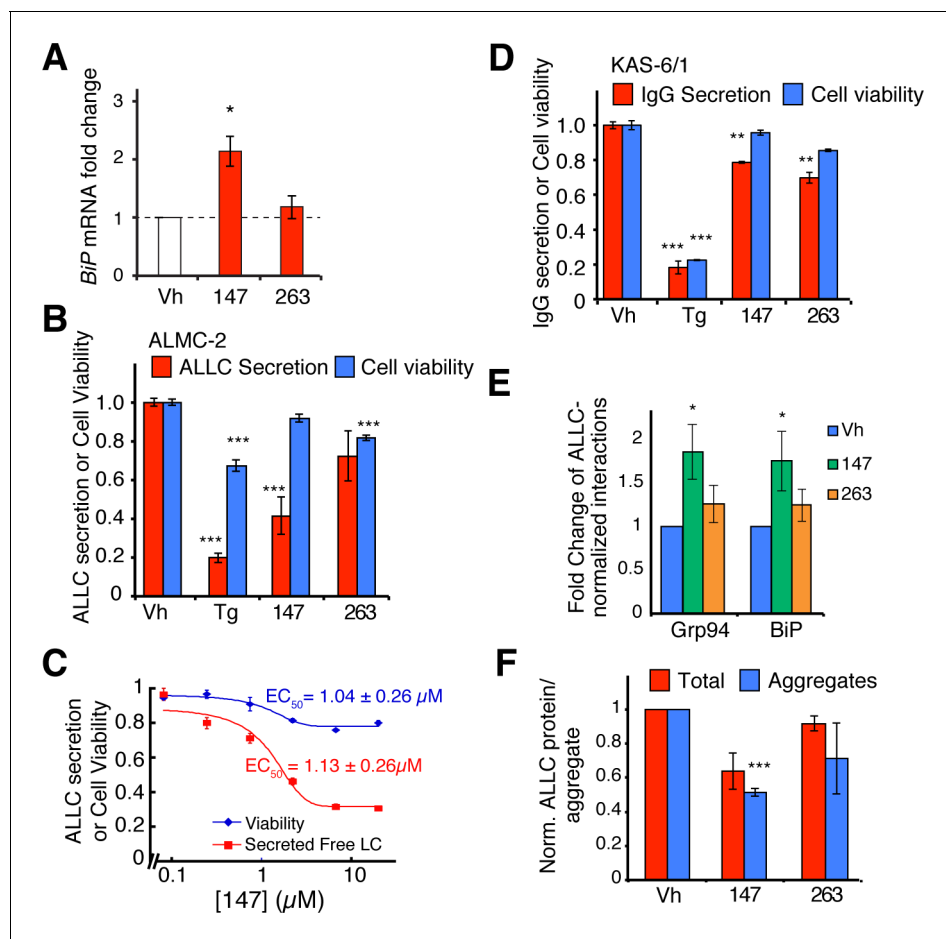 A
BiP mRNA fold change
3
2
1
0
*
Vh 147 263
B
ALMC-2
ALLC Secretion Cell viability
ALLC secretion or Cell Viability
1.0
0.8
0.6
0.4
0.2
0
***
***
***
***
Vh Tg 147 263
C
ALLC secretion
or Cell Viability
1
0.8
0.6
0.4
0
EC50= 1.04 ± 0.26 μM
EC50= 1.13 ± 0.26μM
Viability
Secreted Free LC
0.1 1 10
[147] (μM)
D
KAS-6/1
IgG Secretion Cell viability
IgG secretion or Cell viability
1.0
0.8
0.6
0.4
0.2
0
*** ***
**
**
Vh Tg 147 263
E
Fold Change of ALLC-
normalized interactions
2
1.5
1
1.5
0
* *
Vh
147
263
Grp94 BiP
F
Total Aggregates
Norm. ALLC protein/
aggregate
1
0.8
0.6
0.4
0.2
0
***
Vh 147 263